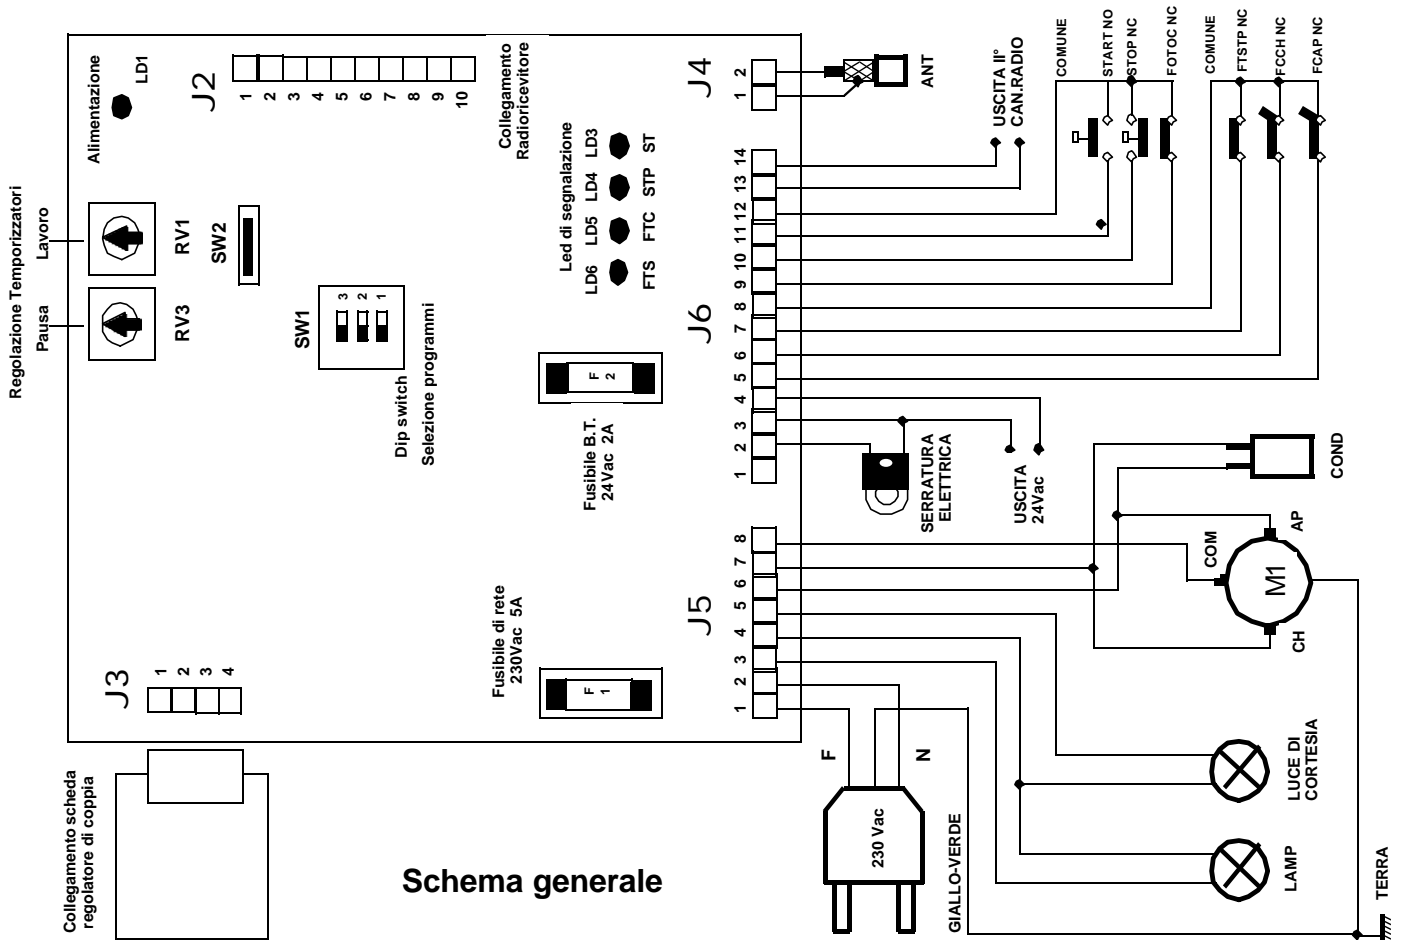 Regolazione Temporizzatori
Pausa
Lavoro
RV3
RV1
Alimentazione
LD1
J2
1
2
3
4
5
6
7
8
9
10
SW2
SW1
3
2
1
Dip switch
Selezione programmi
Collegamento
Radioricevitore
Led di segnalazione
LD6
LD5
LD4
LD3
FTS
FTC
STP
ST
J4
2
1
ANT
F
2
Fusibile B.T.
24Vac 2A
J6
14
13
12
11
10
9
8
7
6
5
4
3
2
1
USCITA II°
CAN.RADIO
COMUNE
START NO
STOP NC
FOTOC NC
COMUNE
FTSTP NC
FCCH NC
FCAP NC
SERRATURA
ELETTRICA
USCITA
24Vac
COND
J3
1
2
3
4
Fusibile di rete
230Vac 5A
F
1
J5
8
7
6
5
4
3
2
1
COM
AP
M1
CH
Collegamento scheda
regolatore di coppia
Schema generale
F
N
230 Vac
GIALLO-VERDE
LUCE DI
CORTESIA
LAMP
TERRA